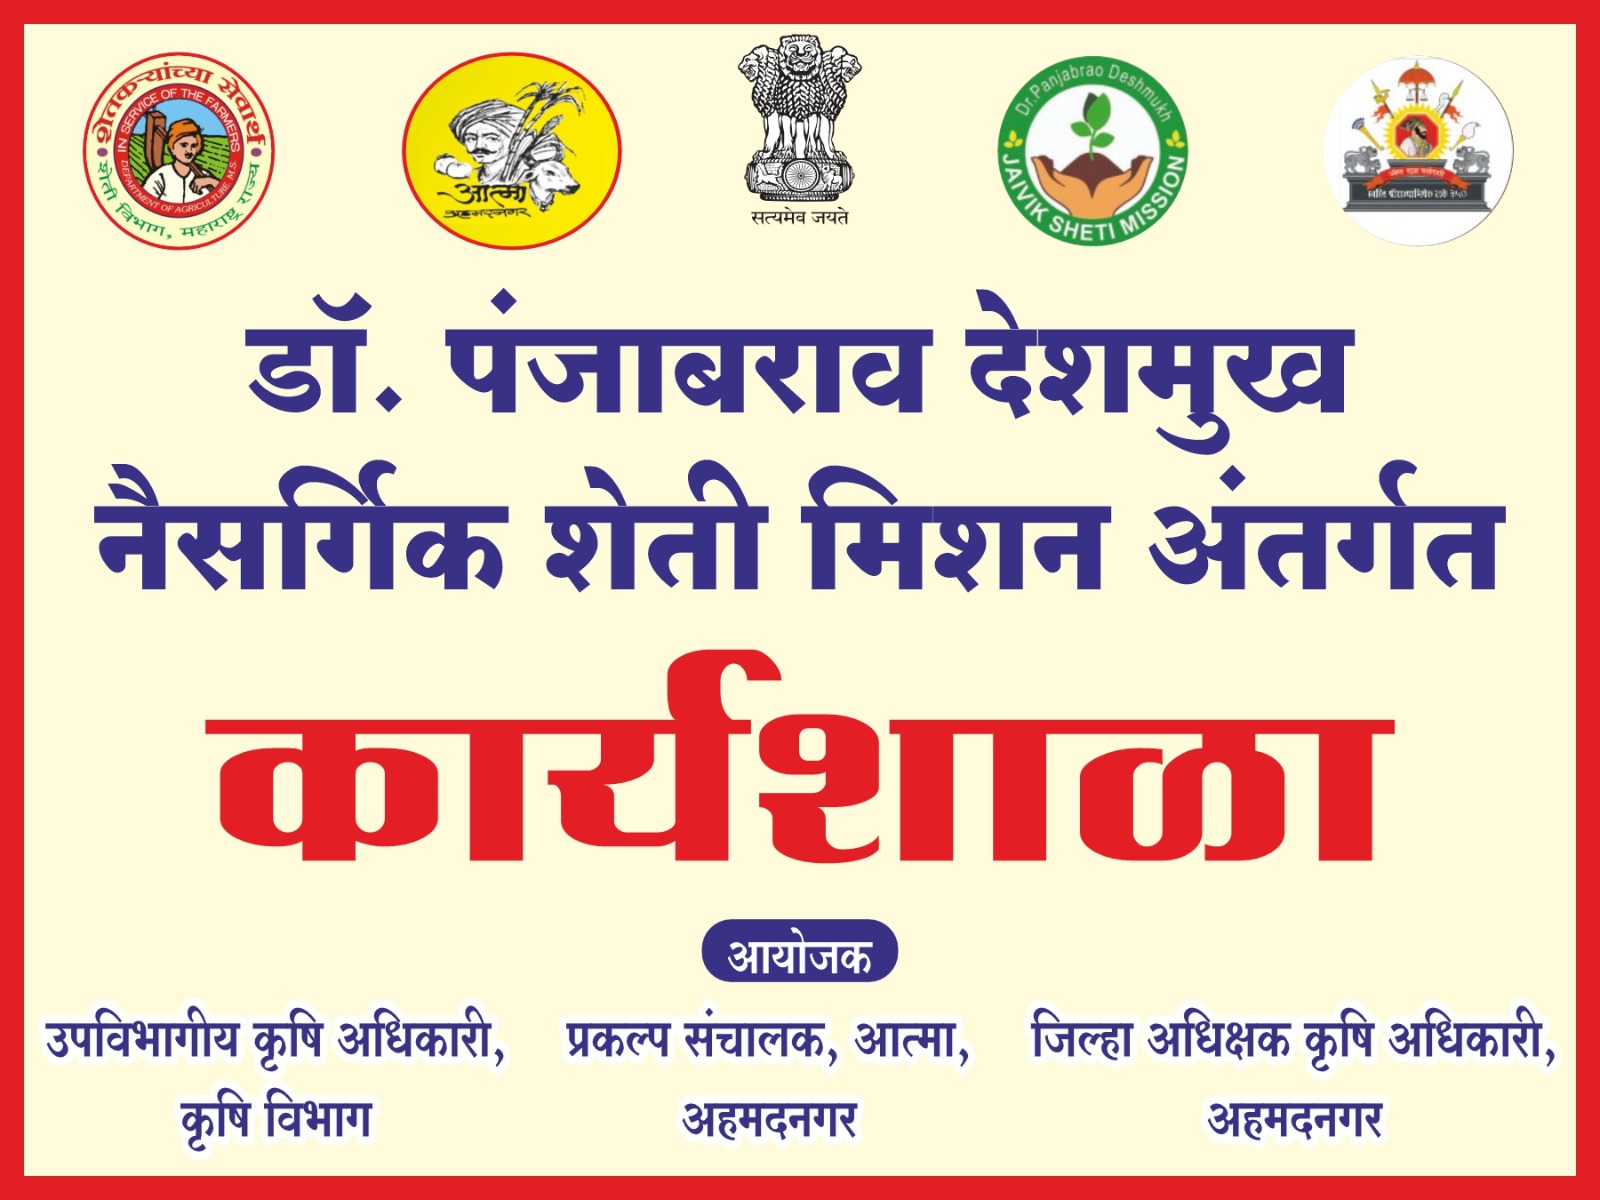 शेतकऱ्यांच्या सेवार्थ
IN SERVICE OF THE FARMERS
DEPARTMENT OF AGRICULTURE M.S.
शेती विभाग, महाराष्ट्र राज्य
आत्मा
अहमदनगर
सत्यमेव जयते
Dr.Panjabrao Deshmukh
JAIVIK SHETI MISSION
डॉ. पंजाबराव देशमुख
नैसर्गिक शेती मिशन अंतर्गत
कार्यशाळा
आयोजक
उपविभागीय कृषि अधिकारी, प्रकल्प संचालक, आत्मा, जिल्हा अधिक्षक कृषि अधिकारी,
कृषि विभाग अहमदनगर अहमदनगर